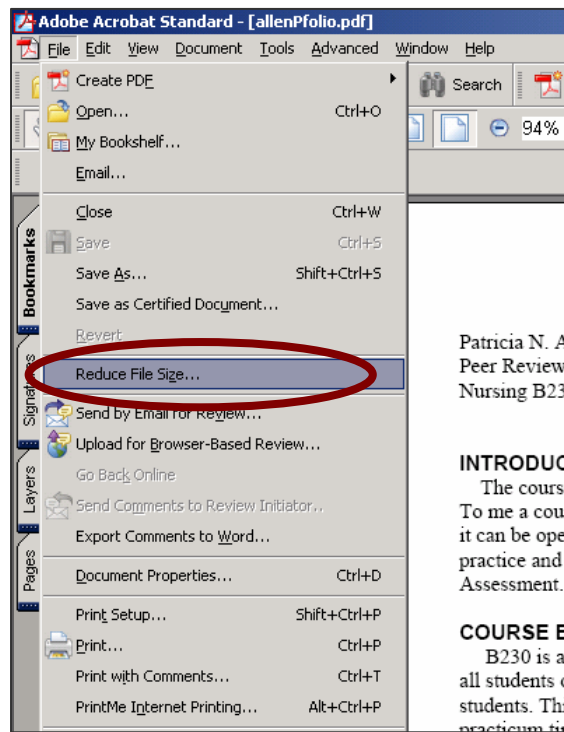 Adobe Acrobat Standard - [allenPfolio.pdf]
File Edit View Document Tools Advanced Window Help
Create PDF
Search
Open... Ctrl+O
94%
My Bookshelf...
Email...
Close Ctrl+W
Save Ctrl+S
Save As... Shift+Ctrl+S
Save as Certified Document...
Revert
Reduce File Size...
Send by Email for Review...
Upload for Browser-Based Review...
Go Back Online
Send Comments to Review Initiator..
Export Comments to Word...
Document Properties... Ctrl+D
Print Setup... Shift+Ctrl+P
Print... Ctrl+P
Print with Comments... Ctrl+T
PrintMe Internet Printing... Alt+Ctrl+P
Bookmarks
Signatures
Layers
Pages
Patricia N. A
Peer Review
Nursing B23
INTRODUC
The cours
To me a cou
it can be ope
practice and
Assessment.
COURSE E
B230 is a
all students
students. Thi
practicum tin